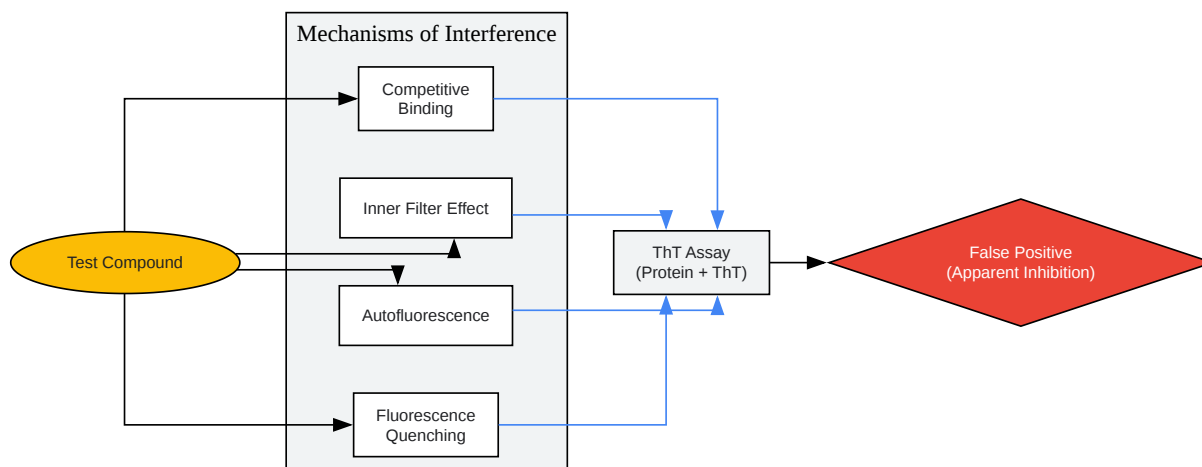 Mechanisms of Interference
Competitive
Binding
Inner Filter Effect
Test Compound
ThT Assay
(Protein + ThT)
False Positive
(Apparent Inhibition)
Autofluorescence
Fluorescence
Quenching